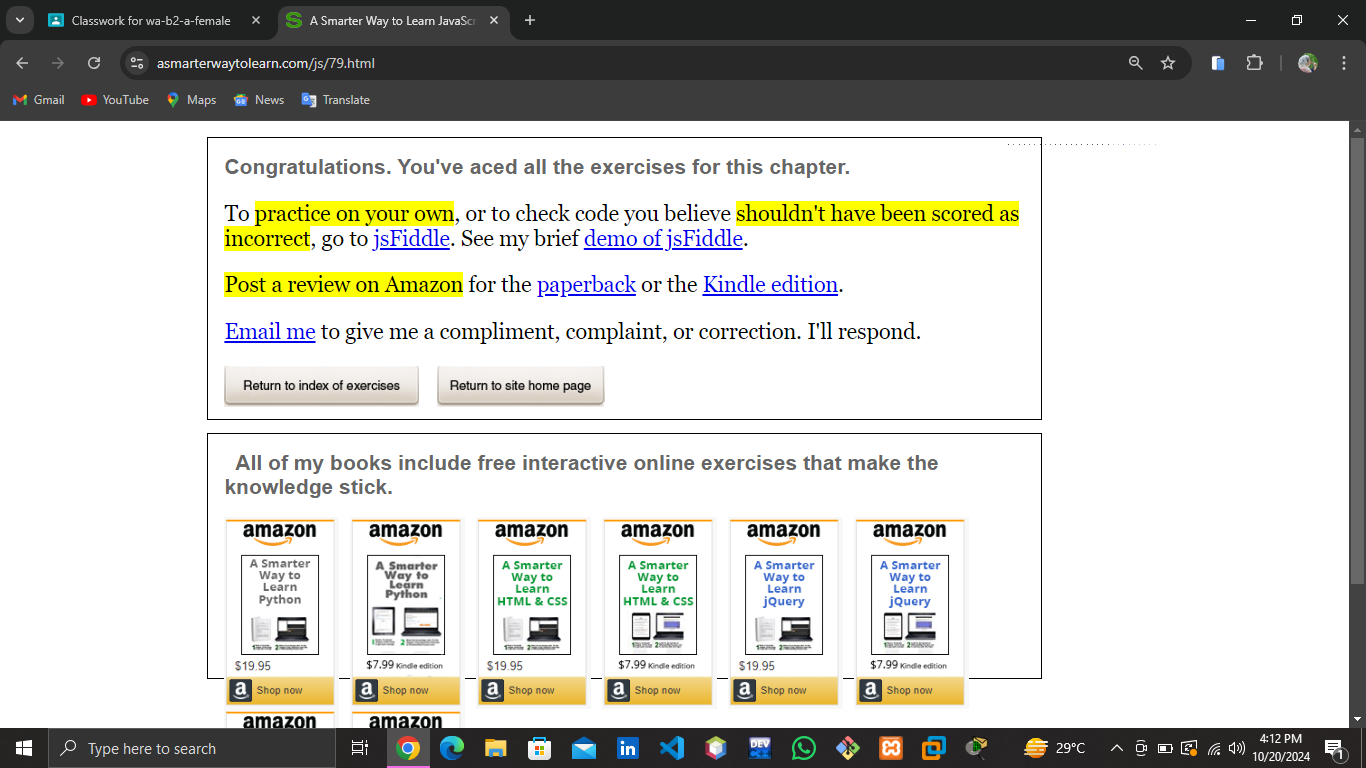 Classwork for wa-b2-a-female
A Smarter Way to Learn JavaScr
asmarterwaytolearn.com/js/79.html
Gmail YouTube Maps News Translate
Congratulations. You've aced all the exercises for this chapter.
To practice on your own, or to check code you believe shouldn't have been scored as
incorrect, go to jsFiddle. See my brief demo of jsFiddle.
Post a review on Amazon for the paperback or the Kindle edition.
Email me to give me a compliment, complaint, or correction. I'll respond.
Return to index of exercises Return to site home page
All of my books include free interactive online exercises that make the
knowledge stick.
amazon amazon amazon amazon amazon amazon
A Smarter A Smarter A Smarter A Smarter A Smarter A Smarter
Way to Way to Way to Way to Way to Way to
Learn Learn Learn Learn Learn Learn
Python Python HTML & CSS HTML & CSS jQuery jQuery
$19.95 $7.99 Kindle edition $19.95 $7.99 Kindle edition $19.95 $7.99 Kindle edition
a Shop now a Shop now a Shop now a Shop now a Shop now a Shop now
amazon amazon
Type here to search
DEV
29°C
4:12 PM
10/20/2024
1